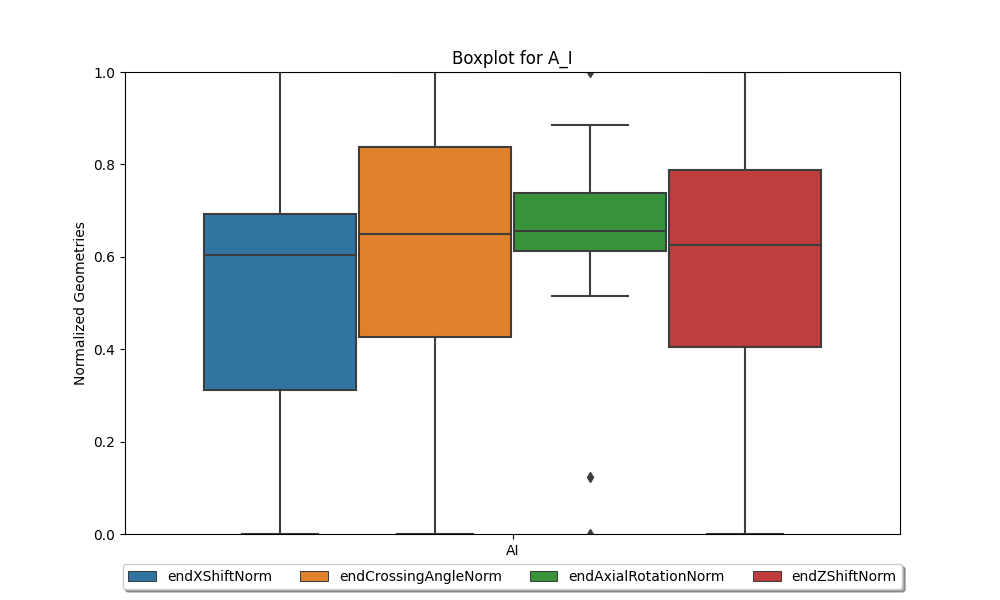 Boxplot for A_I
1.0
0.8
0.6
0.4
0.2
0.0
Normalized Geometries
AI
endXShiftNorm endCrossingAngleNorm endAxialRotationNorm endZShiftNorm